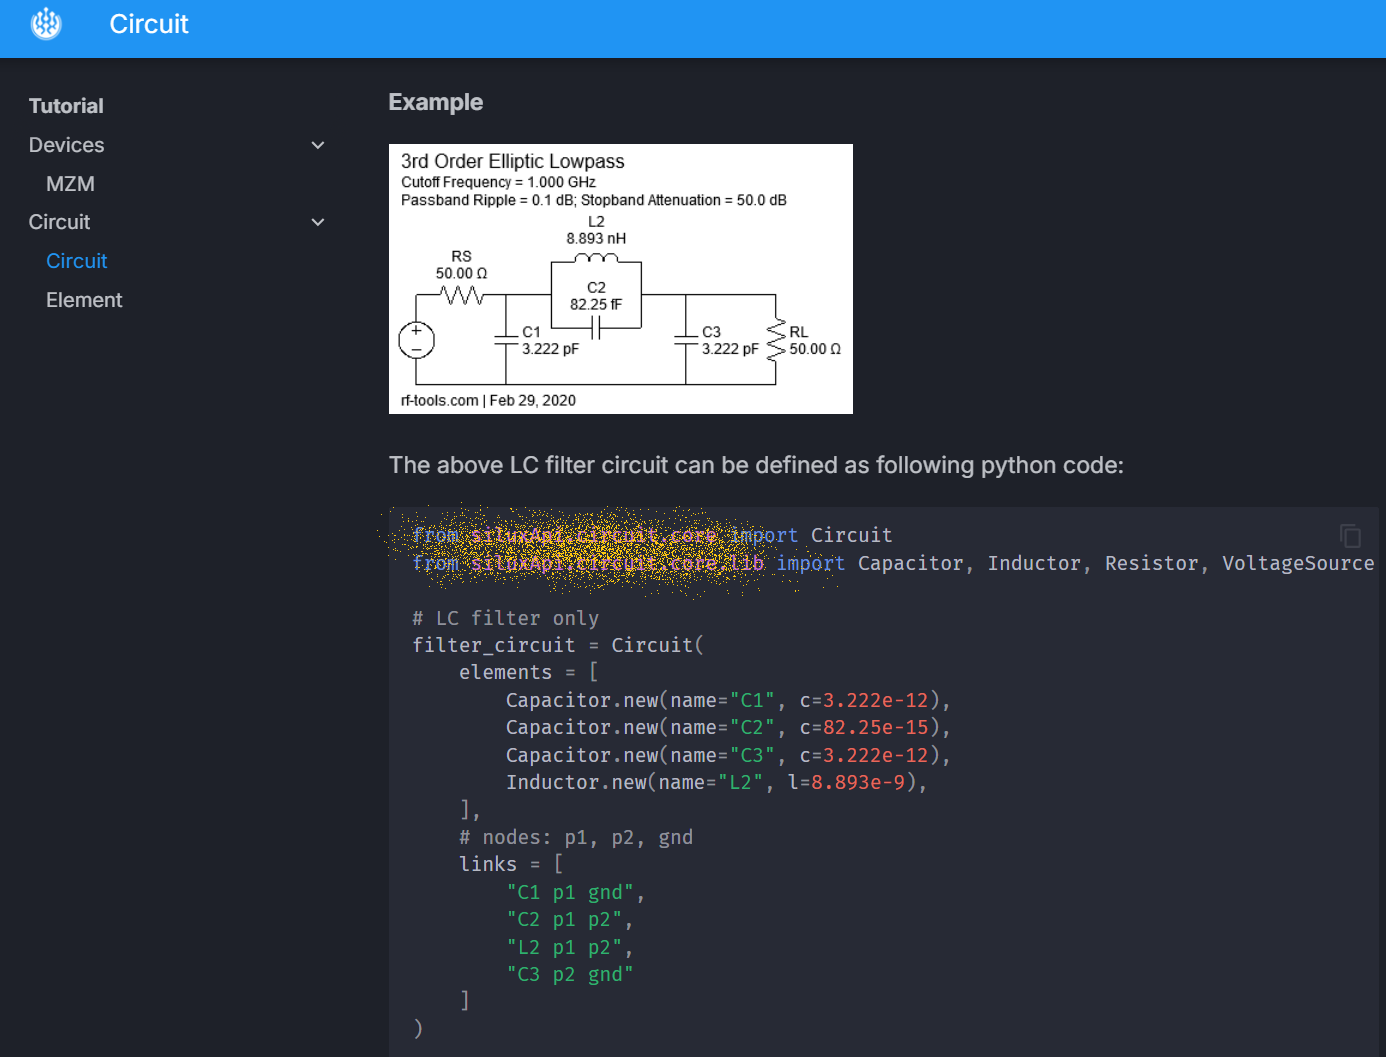 Circuit
Tutorial
Devices
MZM
Circuit
Circuit
Element
Example
3rd Order Elliptic Lowpass
Cutoff Frequency = 1.000 GHz
Passband Ripple = 0.1 dB; Stopband Attenuation = 50.0 dB
L2
8.893 nH
RS
50.00 Ω
C2
82.25 fF
C1
3.222 pF
C3
3.222 pF
RL
50.00 Ω
rf-tools.com | Feb 29, 2020
The above LC filter circuit can be defined as following python code:
from import Circuit
from import Capacitor, Inductor, Resistor, VoltageSource
# LC filter only
filter_circuit = Circuit(
elements = [
Capacitor.new(name="C1", c=3.222e-12),
Capacitor.new(name="C2", c=82.25e-15),
Capacitor.new(name="C3", c=3.222e-12),
Inductor.new(name="L2", l=8.893e-9),
],
# nodes: p1, p2, gnd
links = [
"C1 p1 gnd",
"C2 p1 p2",
"L2 p1 p2",
"C3 p2 gnd"
]
)